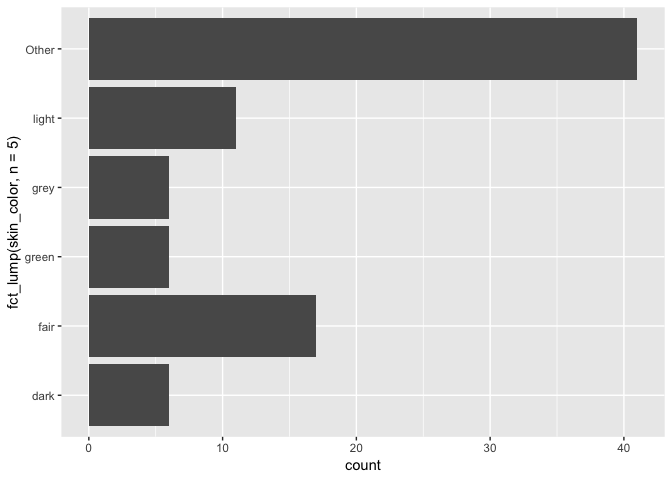 Other
light
grey
green
fair
dark
fct_lump(skin_color, n = 5)
0 10 20 30 40
count